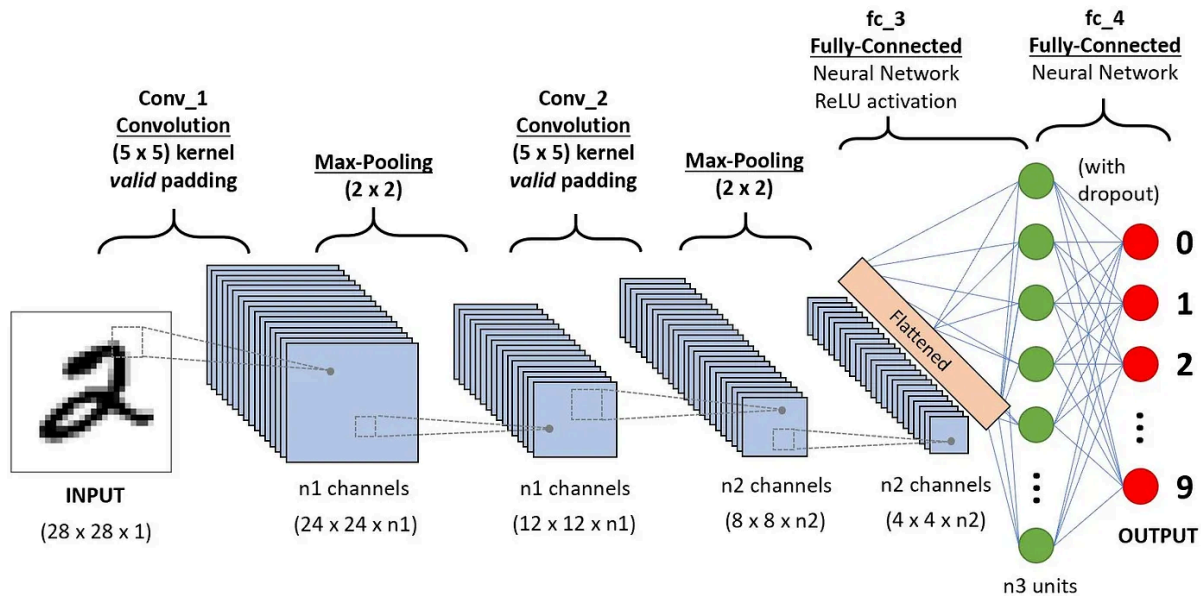 fc_3
Fully-Connected
Neural Network
ReLU activation
fc_4
Fully-Connected
Neural Network
Conv_1
Convolution
(5 x 5) kernel
valid padding
Max-Pooling
(2 x 2)
Conv_2
Convolution
(5 x 5) kernel
valid padding
Max-Pooling
(2 x 2)
(with
dropout)
0
1
2
9
Flattened
INPUT
(28 x 28 x 1)
n1 channels
(24 x 24 x n1)
n1 channels
(12 x 12 x n1)
n2 channels
(8 x 8 x n2)
n2 channels
(4 x 4 x n2)
OUTPUT
n3 units